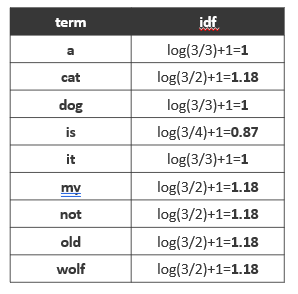 term idf
a log(3/3)+1=1
cat log(3/2)+1=1.18
dog log(3/3)+1=1
is log(3/4)+1=0.87
it log(3/3)+1=1
my log(3/2)+1=1.18
not log(3/2)+1=1.18
old log(3/2)+1=1.18
wolf log(3/2)+1=1.18